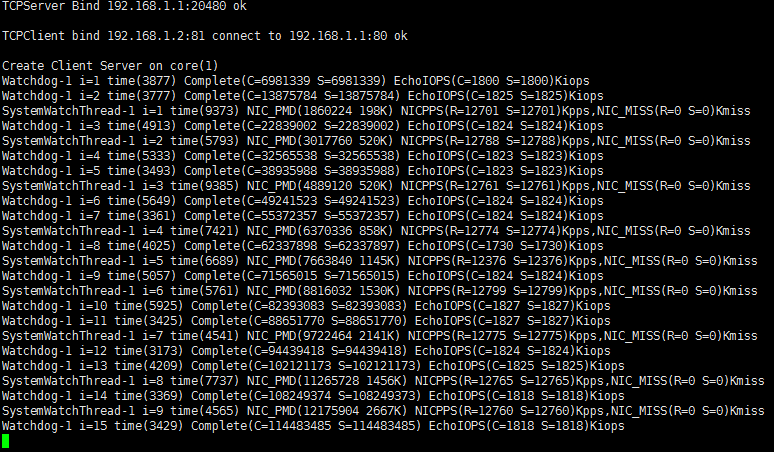 TCPServer Bind 192.168.1.1:20480 ok
TCPClient bind 192.168.1.2:81 connect to 192.168.1.1:80 ok
Create Client Server on core(1)
Watchdog-1 i=1 time(3877) Complete(C=6981339 S=6981339) EchoIOPS(C=1800 S=1800)Kiops
Watchdog-1 i=2 time(3777) Complete(C=13875784 S=13875784) EchoIOPS(C=1825 S=1825)Kiops
SystemWatchThread-1 i=1 time(9373) NIC_PMD(1860224 198K) NICPPS(R=12701 S=12701)Kpps,NIC_MISS(R=0 S=0)Kmiss
Watchdog-1 i=3 time(4913) Complete(C=22839002 S=22839002) EchoIOPS(C=1824 S=1824)Kiops
SystemWatchThread-1 i=2 time(5793) NIC_PMD(3017760 520K) NICPPS(R=12788 S=12788)Kpps,NIC_MISS(R=0 S=0)Kmiss
Watchdog-1 i=4 time(5333) Complete(C=32565538 S=32565538) EchoIOPS(C=1823 S=1823)Kiops
Watchdog-1 i=5 time(3493) Complete(C=38935988 S=38935988) EchoIOPS(C=1823 S=1823)Kiops
SystemWatchThread-1 i=3 time(9385) NIC_PMD(4889120 520K) NICPPS(R=12761 S=12761)Kpps,NIC_MISS(R=0 S=0)Kmiss
Watchdog-1 i=6 time(5649) Complete(C=49241523 S=49241523) EchoIOPS(C=1824 S=1824)Kiops
Watchdog-1 i=7 time(3361) Complete(C=55372357 S=55372357) EchoIOPS(C=1824 S=1824)Kiops
SystemWatchThread-1 i=4 time(7421) NIC_PMD(6370336 858K) NICPPS(R=12774 S=12774)Kpps,NIC_MISS(R=0 S=0)Kmiss
Watchdog-1 i=8 time(4025) Complete(C=62337898 S=62337897) EchoIOPS(C=1730 S=1730)Kiops
SystemWatchThread-1 i=5 time(6689) NIC_PMD(7663840 1145K) NICPPS(R=12376 S=12376)Kpps,NIC_MISS(R=0 S=0)Kmiss
Watchdog-1 i=9 time(5057) Complete(C=71565015 S=71565015) EchoIOPS(C=1824 S=1824)Kiops
SystemWatchThread-1 i=6 time(5761) NIC_PMD(8816032 1530K) NICPPS(R=12799 S=12799)Kpps,NIC_MISS(R=0 S=0)Kmiss
Watchdog-1 i=10 time(5925) Complete(C=82393083 S=82393083) EchoIOPS(C=1827 S=1827)Kiops
Watchdog-1 i=11 time(3425) Complete(C=88651770 S=88651770) EchoIOPS(C=1827 S=1827)Kiops
SystemWatchThread-1 i=7 time(4541) NIC_PMD(9722464 2141K) NICPPS(R=12775 S=12775)Kpps,NIC_MISS(R=0 S=0)Kmiss
Watchdog-1 i=12 time(3173) Complete(C=94439418 S=94439418) EchoIOPS(C=1824 S=1824)Kiops
Watchdog-1 i=13 time(4209) Complete(C=102121173 S=102121173) EchoIOPS(C=1825 S=1825)Kiops
SystemWatchThread-1 i=8 time(7737) NIC_PMD(11265728 1456K) NICPPS(R=12765 S=12765)Kpps,NIC_MISS(R=0 S=0)Kmiss
Watchdog-1 i=14 time(3369) Complete(C=108249374 S=108249373) EchoIOPS(C=1818 S=1818)Kiops
SystemWatchThread-1 i=9 time(4565) NIC_PMD(12175904 2667K) NICPPS(R=12760 S=12760)Kpps,NIC_MISS(R=0 S=0)Kmiss
Watchdog-1 i=15 time(3429) Complete(C=114483485 S=114483485) EchoIOPS(C=1818 S=1818)Kiops